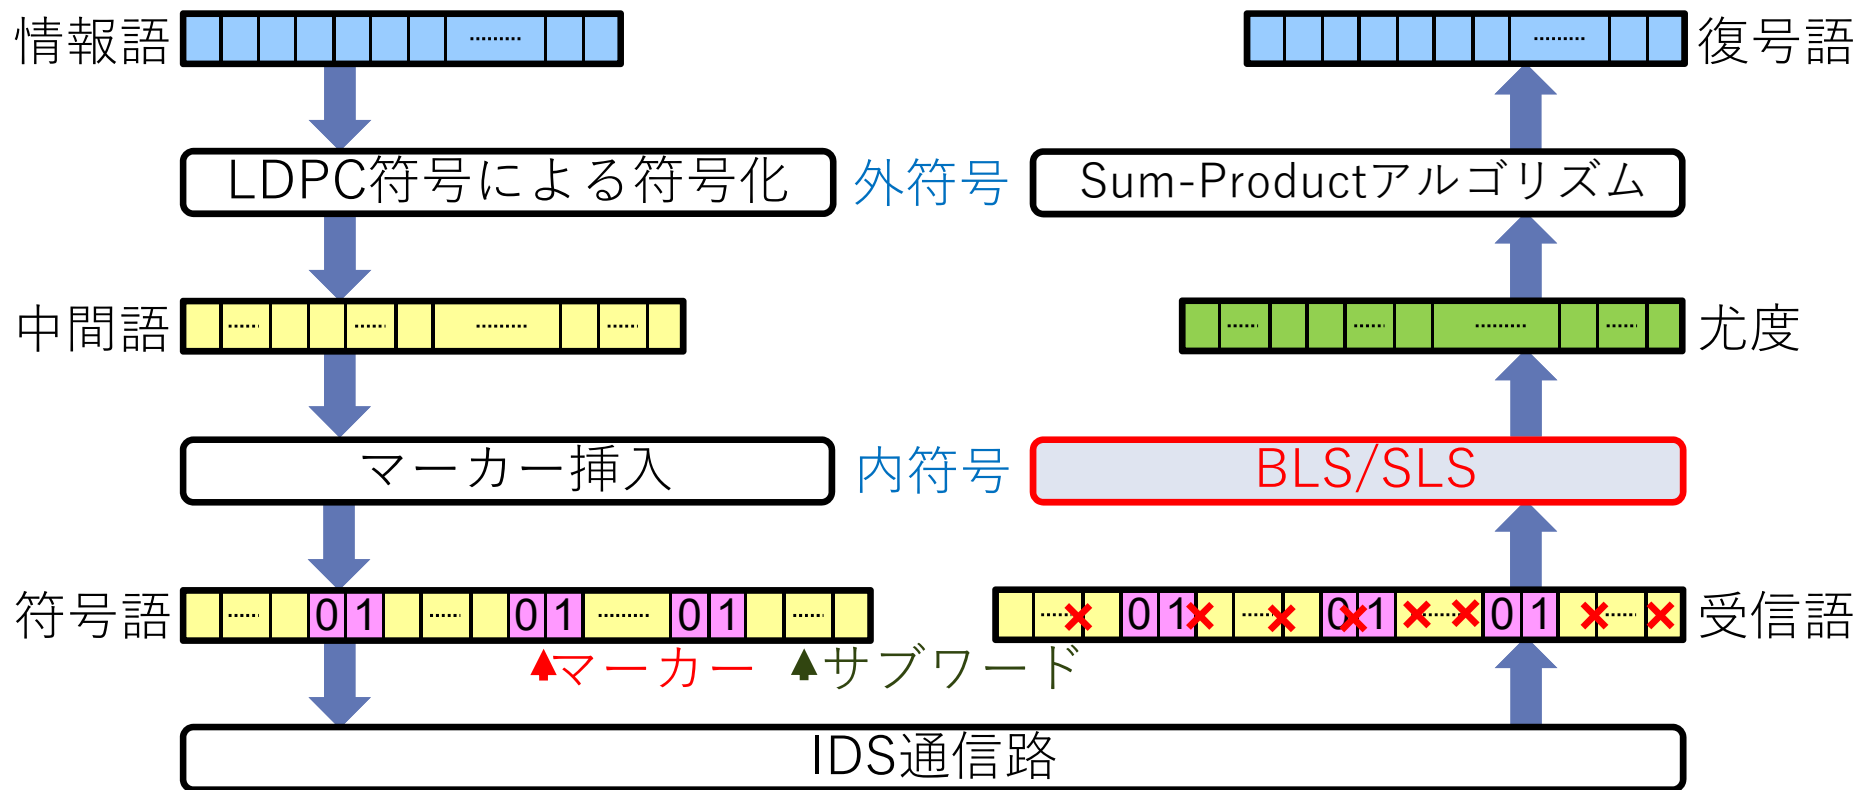 情報語
復号語
LDPC符号による符号化
外符号
Sum-Productアルゴリズム
中間語
尤度
マーカー挿入
内符号
BLS/SLS
符号語
01
01
01
01
01
01
受信語
マーカー
サブワード
IDS通信路